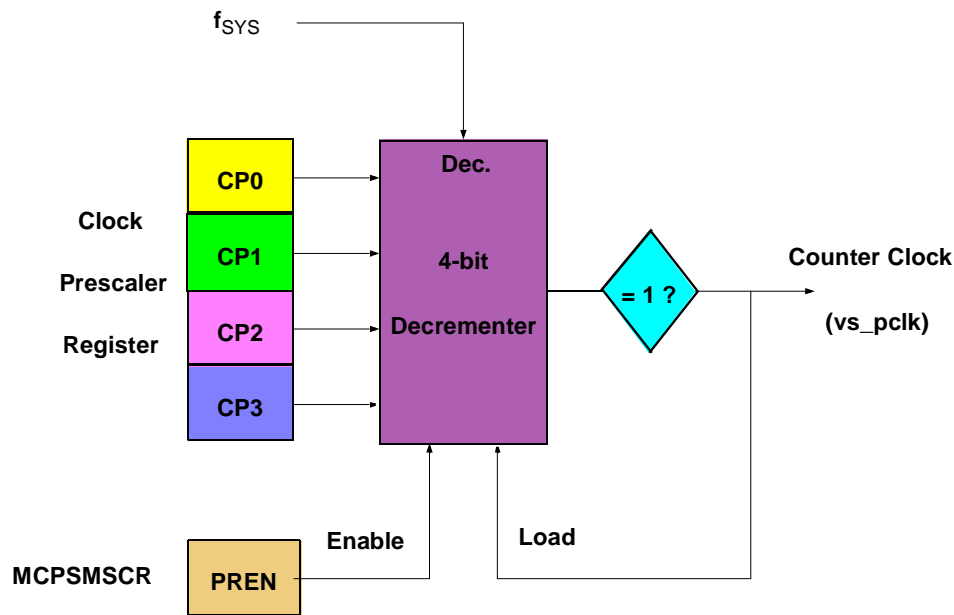 fSYS
CP0
Dec.
Clock
CP1
4-bit
Counter Clock
Prescaler
= 1 ?
CP2
Decrementer
(vs_pclk)
Register
CP3
Enable
Load
MCPSMSCR
PREN